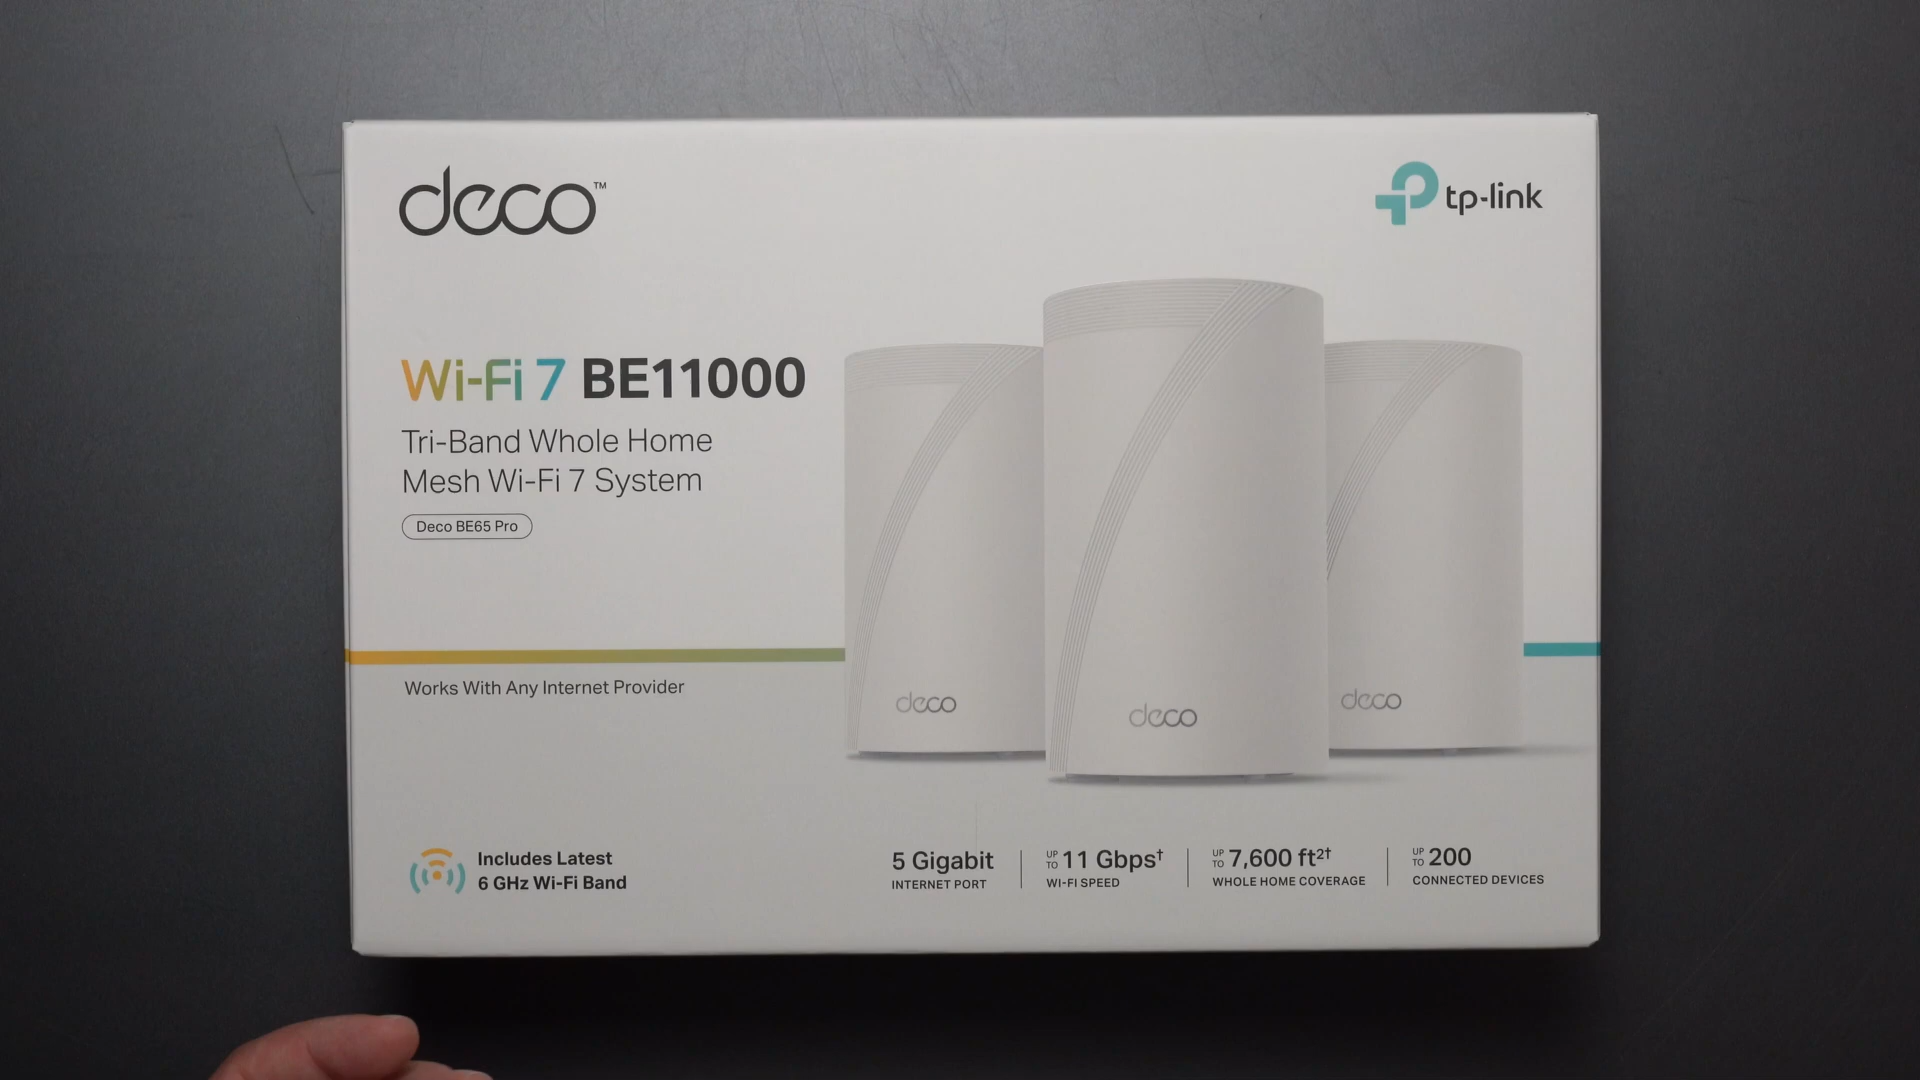 deco™
tp-link
Wi-Fi 7 BE11000
Tri-Band Whole Home
Mesh Wi-Fi 7 System
Deco BE65 Pro
Works With Any Internet Provider
deco
deco
deco
Includes Latest
6 GHz Wi-Fi Band
5 Gigabit
INTERNET PORT
UP TO 11 Gbps†
WI-FI SPEED
UP TO 7,600 ft²†
WHOLE HOME COVERAGE
UP TO 200
CONNECTED DEVICES